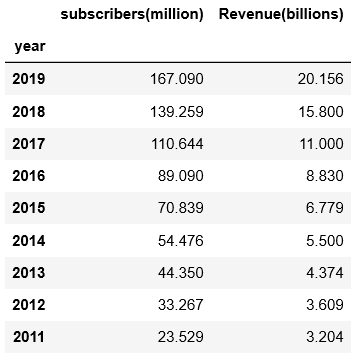 subscribers(million) Revenue(billions)
year
2019 167.090 20.156
2018 139.259 15.800
2017 110.644 11.000
2016 89.090 8.830
2015 70.839 6.779
2014 54.476 5.500
2013 44.350 4.374
2012 33.267 3.609
2011 23.529 3.204